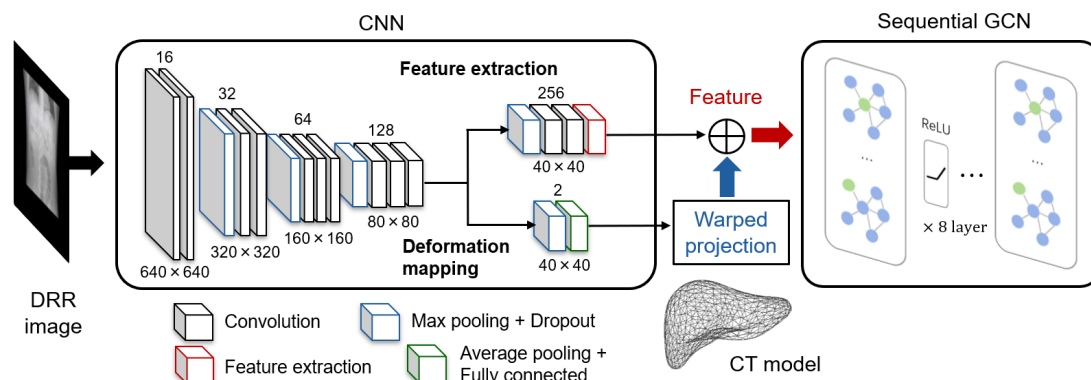 CNN
Sequential GCN
16
32
64
128
256
2
Feature extraction
Deformation
mapping
640 × 640
320 × 320
160 × 160
80 × 80
40 × 40
40 × 40
Feature
Warped
projection
ReLU
...
...
...
× 8 layer
DRR
image
Convolution
Max pooling + Dropout
Feature extraction
Average pooling +
Fully connected
CT model